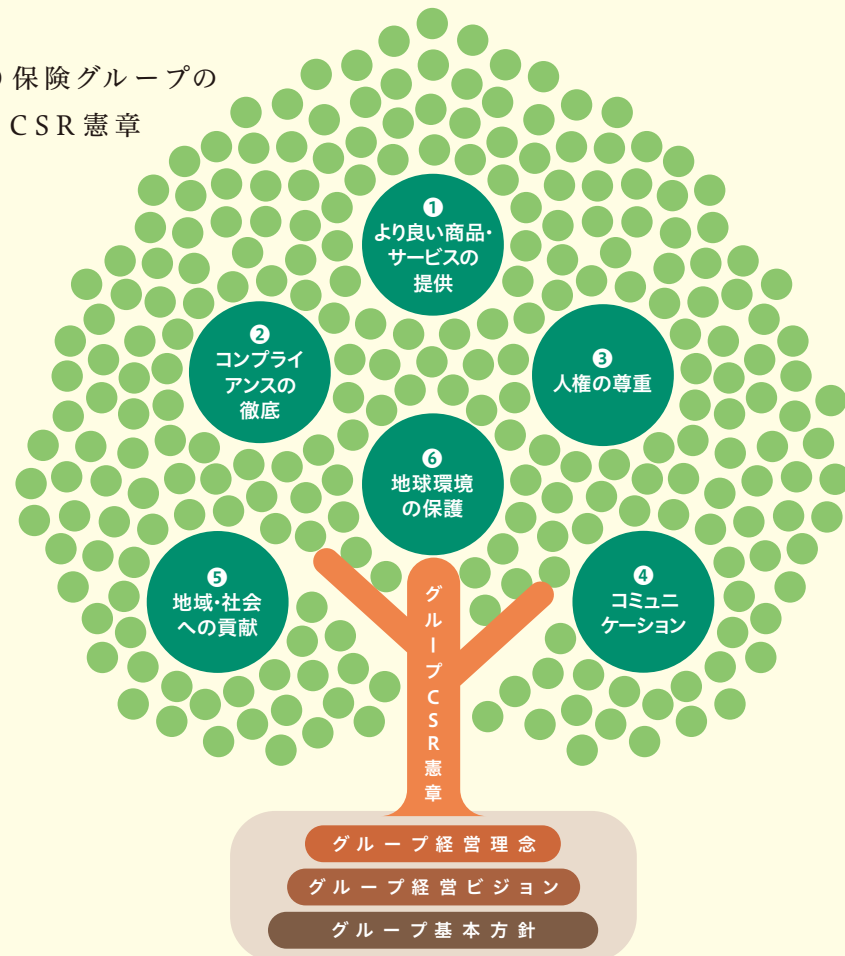 保険グループの
CSR憲章
❶
より良い商品・
サービスの
提供
❷
コンプライ
アンスの
徹底
❸
人権の尊重
❻
地球環境
の保護
❺
地域・社会
への貢献
❹
コミュニ
ケーション
グループCSR憲章
グループ経営理念
グループ経営ビジョン
グループ基本方針